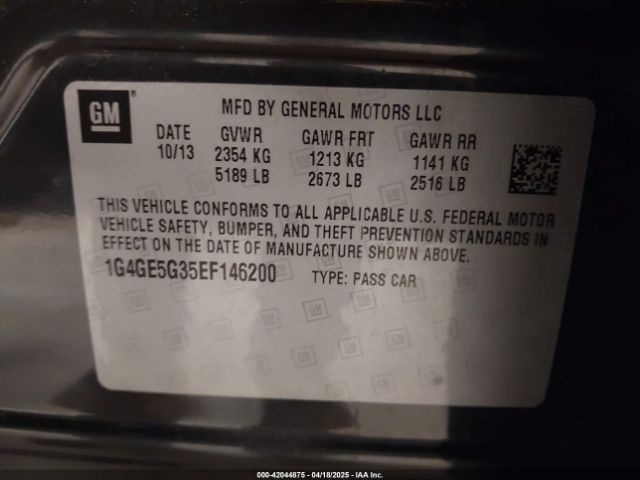 GM
MFD BY GENERAL MOTORS LLC
DATE GVWR GAWR FRT GAWR RR
10/13 2354 KG 1213 KG 1141 KG
5189 LB 2673 LB 2516 LB
THIS VEHICLE CONFORMS TO ALL APPLICABLE U.S. FEDERAL MOTOR
VEHICLE SAFETY, BUMPER, AND THEFT PREVENTION STANDARDS IN
EFFECT ON THE DATE OF MANUFACTURE SHOWN ABOVE.
1G4GE5G35EF146200 TYPE: PASS CAR
000-42044875 - 04/18/2025 - IAA Inc.